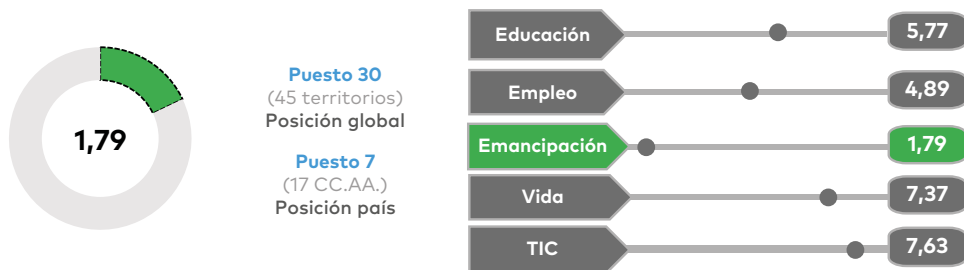 1,79
Puesto 30
(45 territorios)
Posición global
Puesto 7
(17 CC.AA.)
Posición país
Educación
5,77
Empleo
4,89
Emancipación
1,79
Vida
7,37
TIC
7,63